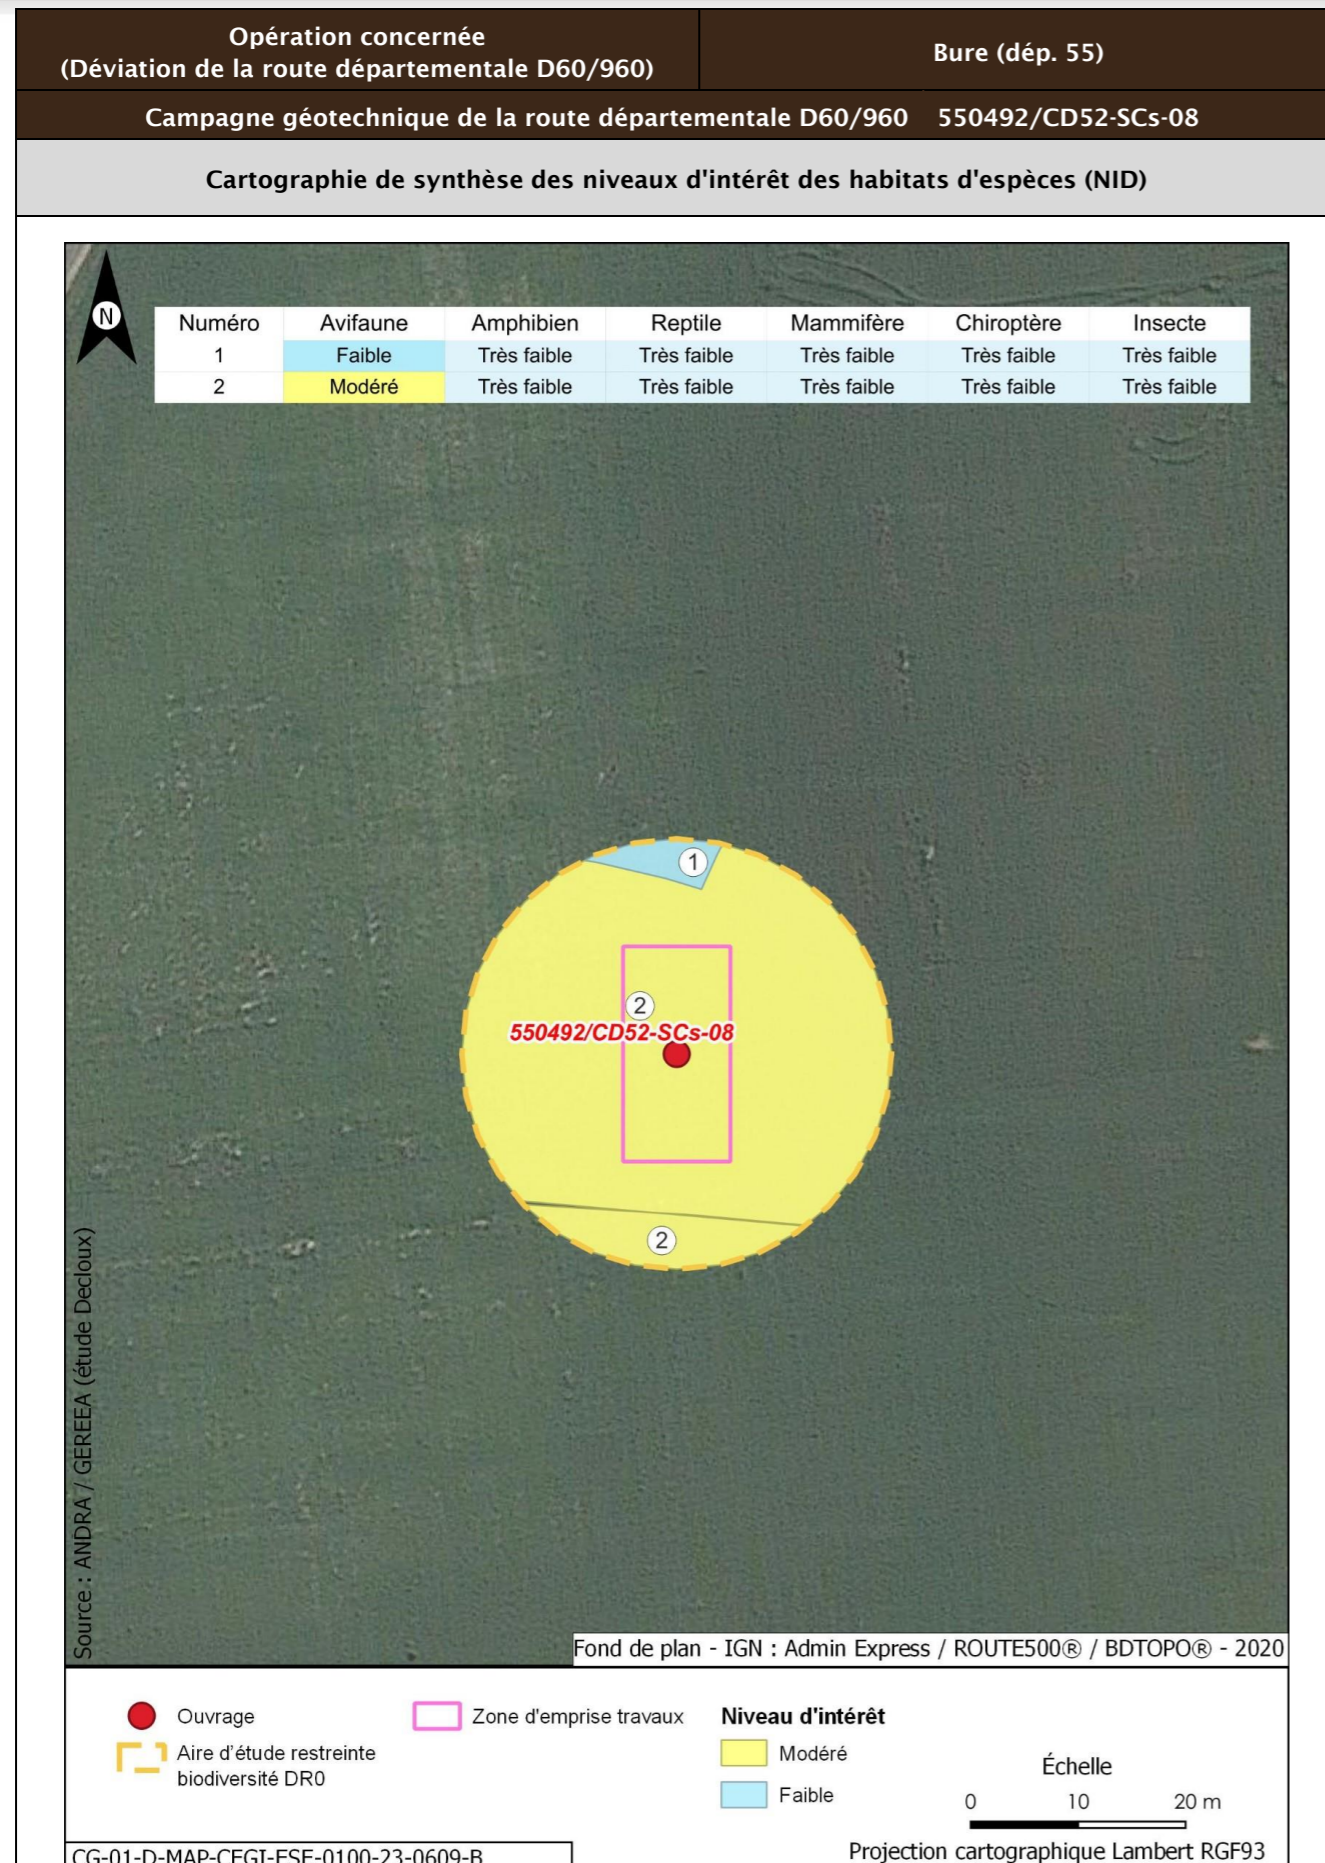 Opération concernée
(Déviation de la route départementale D60/960)
Bure (dép. 55)
Campagne géotechnique de la route départementale D60/960 550492/CD52-SCs-08
Cartographie de synthèse des niveaux d'intérêt des habitats d'espèces (NID)
N
Numéro Avifaune Amphibien Reptile Mammifère Chiroptère Insecte
1 Faible Très faible Très faible Très faible Très faible Très faible
2 Modéré Très faible Très faible Très faible Très faible Très faible
1
2
550492/CD52-SCs-08
2
Source : ANDRA / GEREEA (étude Decloux)
Fond de plan - IGN : Admin Express / ROUTE500® / BDTOPO® - 2020
Ouvrage
Aire d'étude restreinte
biodiversité DR0
Zone d'emprise travaux
Niveau d'intérêt
Modéré
Faible
Échelle
0 10 20 m
Projection cartographique Lambert RGF93
CG-01-D-MAP-CEGI-ESE-0100-23-0609-B